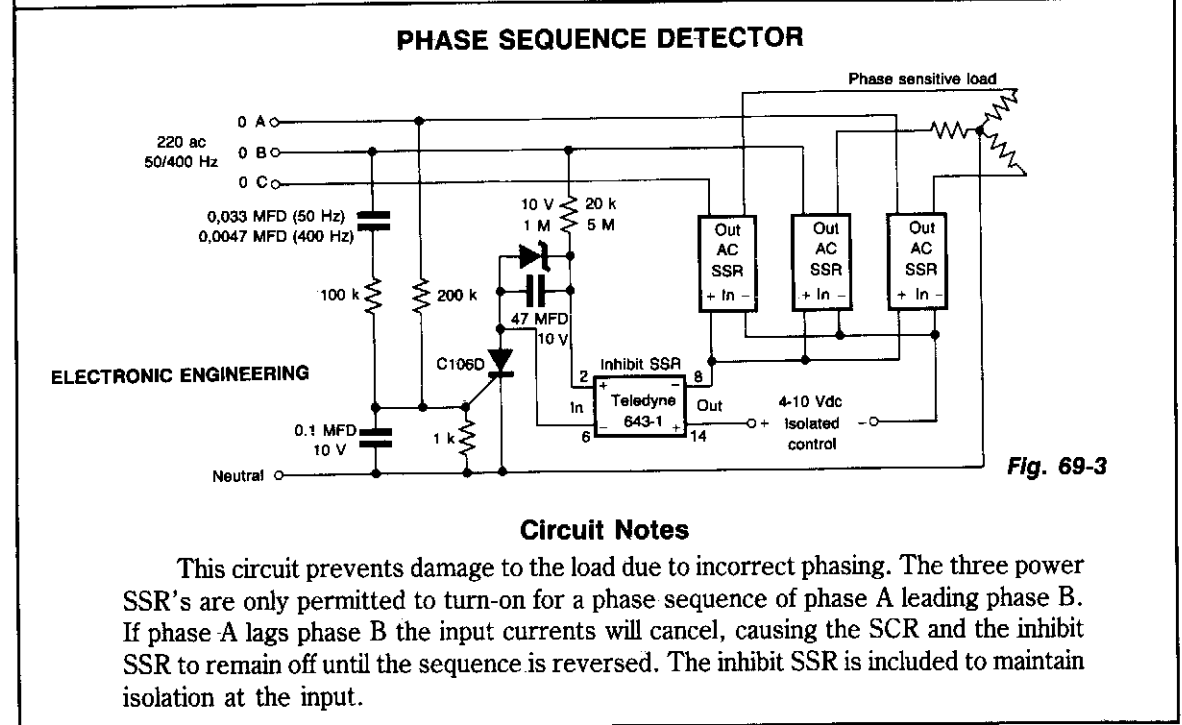 PHASE SEQUENCE DETECTOR
Phase sensitive load
0 A
220 ac
50/400 Hz
0 B
0 C
0,033 MFD (50 Hz)
0,0047 MFD (400 Hz)
10 V
1 M
20 k
5 M
Out
AC
SSR
+ In -
Out
AC
SSR
+ In -
Out
AC
SSR
+ In -
100 k
200 k
47 MFD
10 V
C106D
ELECTRONIC ENGINEERING
Inhibit SSR
2
+
-
8
In
Teledyne
643-1
Out
6
-
+
14
4-10 Vdc
Isolated
control
+
-
0.1 MFD
10 V
1 k
Neutral
Fig. 69-3
Circuit Notes
This circuit prevents damage to the load due to incorrect phasing. The three power
SSR's are only permitted to turn-on for a phase sequence of phase A leading phase B.
If phase A lags phase B the input currents will cancel, causing the SCR and the inhibit
SSR to remain off until the sequence is reversed. The inhibit SSR is included to maintain
isolation at the input.